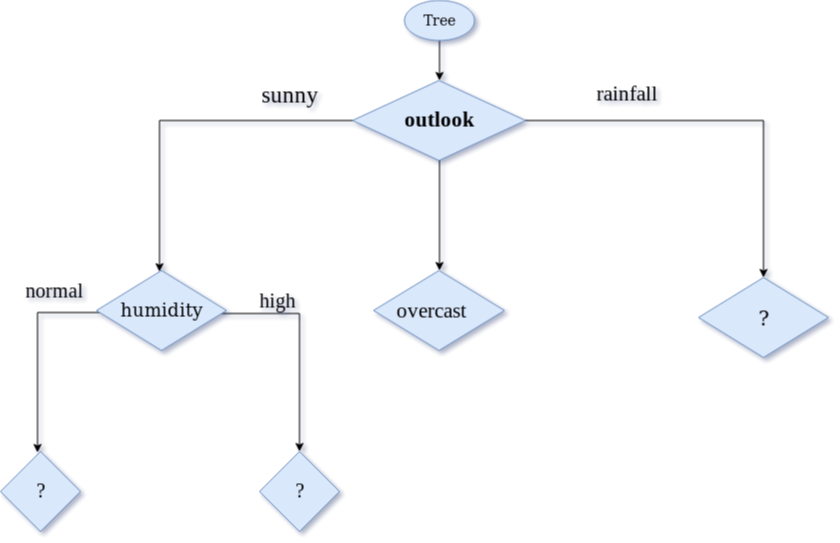 Tree
sunny
rainfall
outlook
normal
high
humidity
overcast
?
?
?